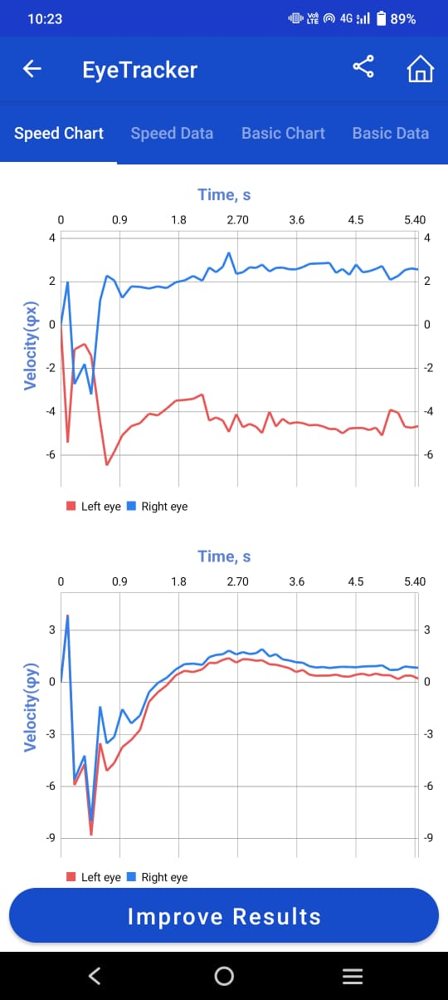 10:23 VoLTE 4G 89%
EyeTracker
Speed Chart Speed Data Basic Chart Basic Data
Time, s
0 0.9 1.8 2.70 3.6 4.5 5.40
4 4
2 2
0 0
-2 -2
-4 -4
-6 -6
Velocity(φx)
Left eye Right eye
Time, s
0 0.9 1.8 2.70 3.6 4.5 5.40
3 3
0 0
-3 -3
-6 -6
-9 -9
Velocity(φy)
Left eye Right eye
Improve Results